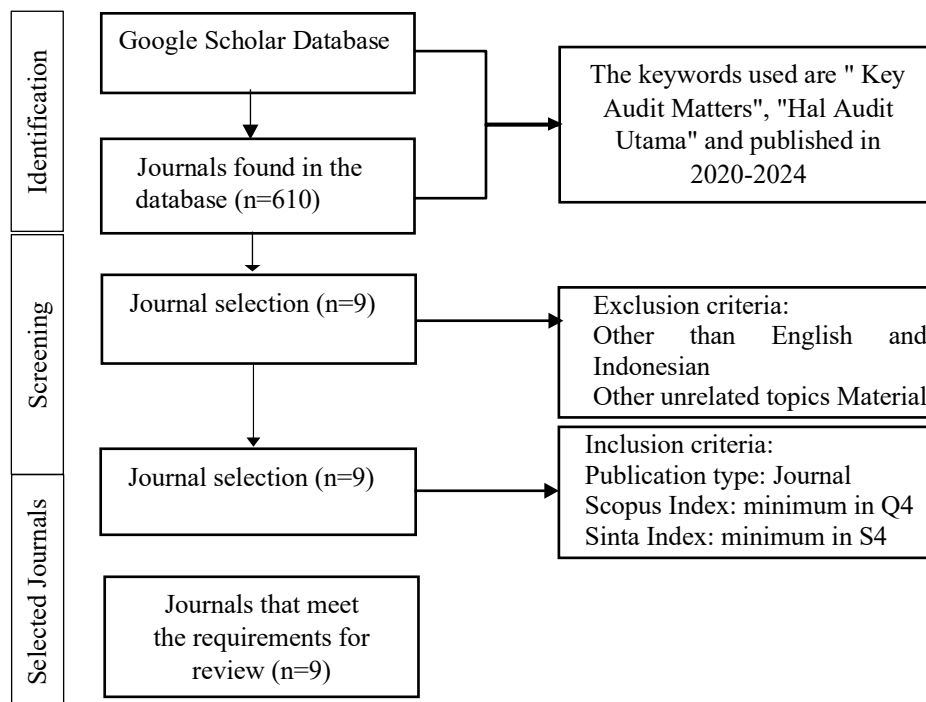 Identification
Google Scholar Database
Journals found in the
database (n=610)
The keywords used are " Key
Audit Matters", "Hal Audit
Utama" and published in
2020-2024
Screening
Journal selection (n=9)
Exclusion criteria:
Other than English and
Indonesian
Other unrelated topics Material
Journal selection (n=9)
Inclusion criteria:
Publication type: Journal
Scopus Index: minimum in Q4
Sinta Index: minimum in S4
Selected Journals
Journals that meet
the requirements for
review (n=9)